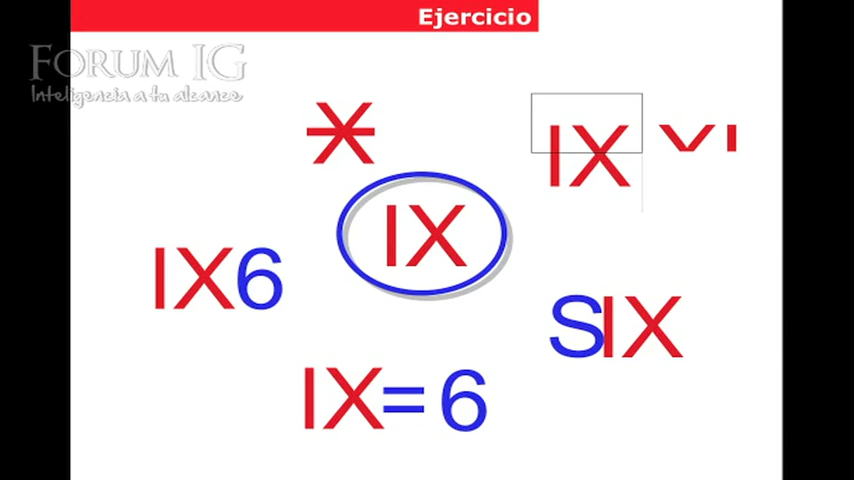 Ejercicio
FORUM IG
Inteligencia a tu alcance
X
IX
IX
IX6
SIX
IX=6